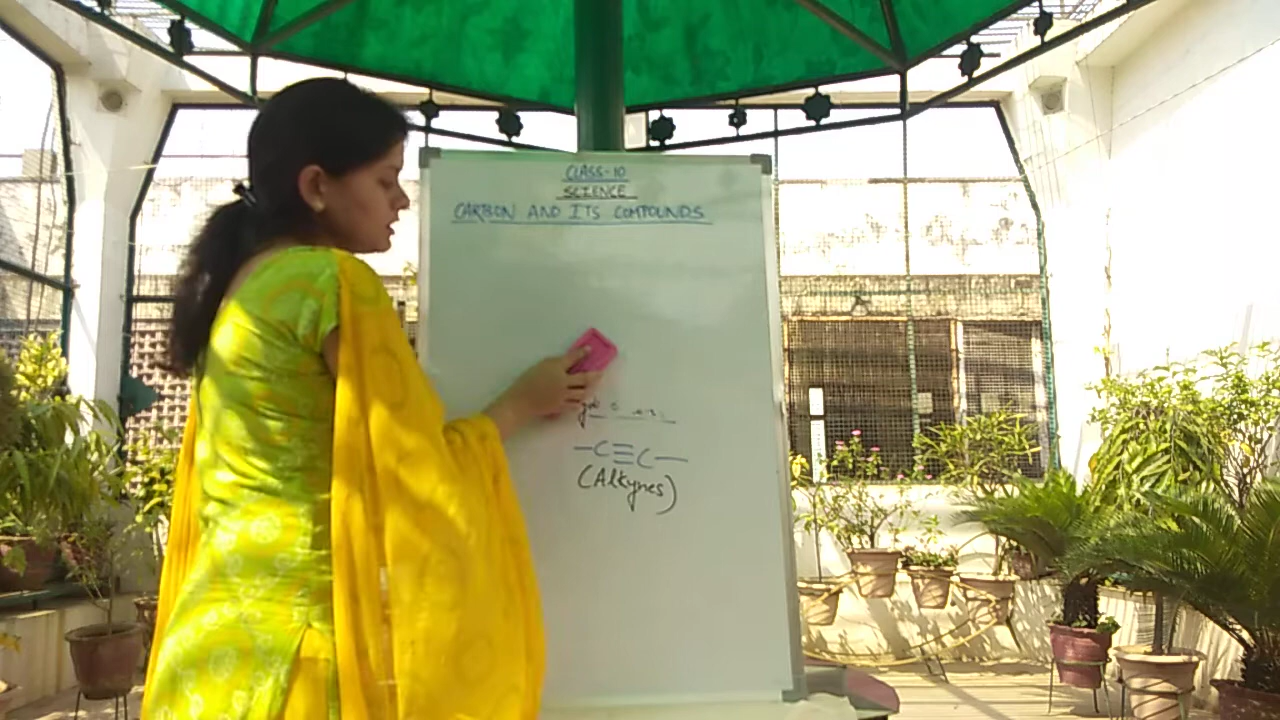 CLASS-10
SCIENCE
CARBON AND ITS COMPOUNDS
-C≡C-
(Alkynes)